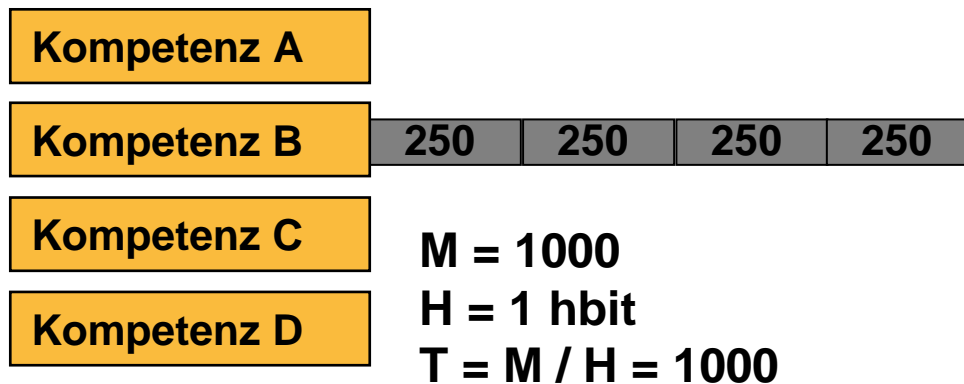 Kompetenz A
Kompetenz B 250 250 250 250
Kompetenz C
Kompetenz D
M = 1000
H = 1 hbit
T = M / H = 1000